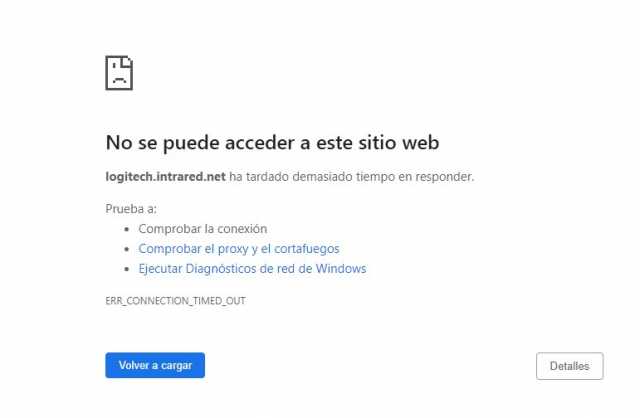 No se puede acceder a este sitio web
logitech.intrared.net ha tardado demasiado tiempo en responder.
Prueba a:
• Comprobar la conexión
• Comprobar el proxy y el cortafuegos
• Ejecutar Diagnósticos de red de Windows
ERR_CONNECTION_TIMED_OUT
Volver a cargar
Detalles